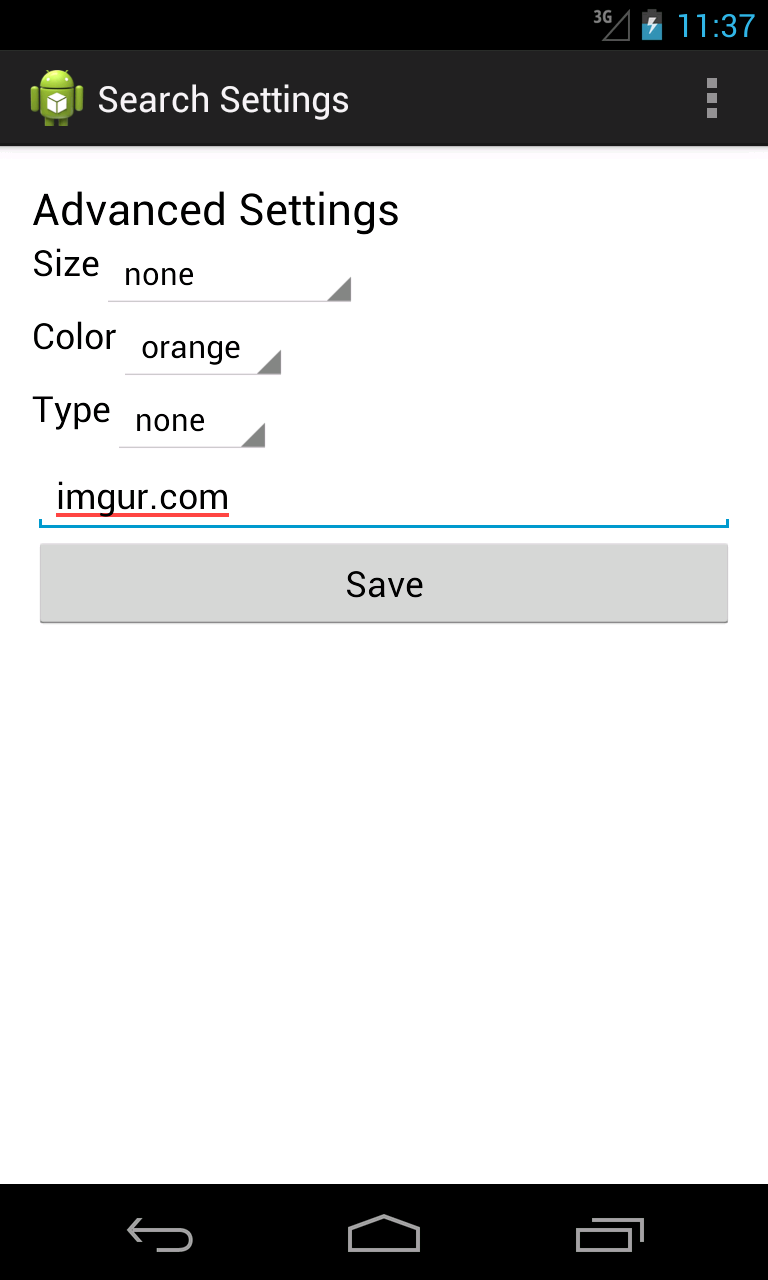 3G 11:37
Search Settings
Advanced Settings
Size none
Color orange
Type none
imgur.com
Save